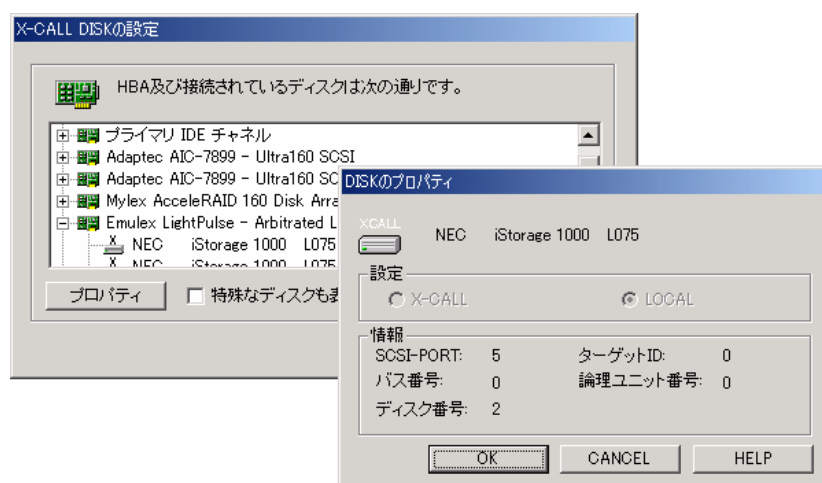 X-CALL DISKの設定
HBA及び接続されているディスクは次の通りです。
プライマリ IDE チャネル
Adaptec AIC-7899 - Ultra160 SCSI
Adaptec AIC-7899 - Ultra160 SC
Mylex AcceleRAID 160 Disk Arra
Emulex LightPulse - Arbitrated L
NEC iStorage 1000 L075
NEC iStorage 1000 L075
プロパティ
特殊なディスクも表
DISKのプロパティ
XCALL
NEC iStorage 1000 L075
設定
X-CALL
LOCAL
情報
SCSI-PORT: 5 ターゲットID: 0
バス番号: 0 論理ユニット番号: 0
ディスク番号: 2
OK
CANCEL
HELP